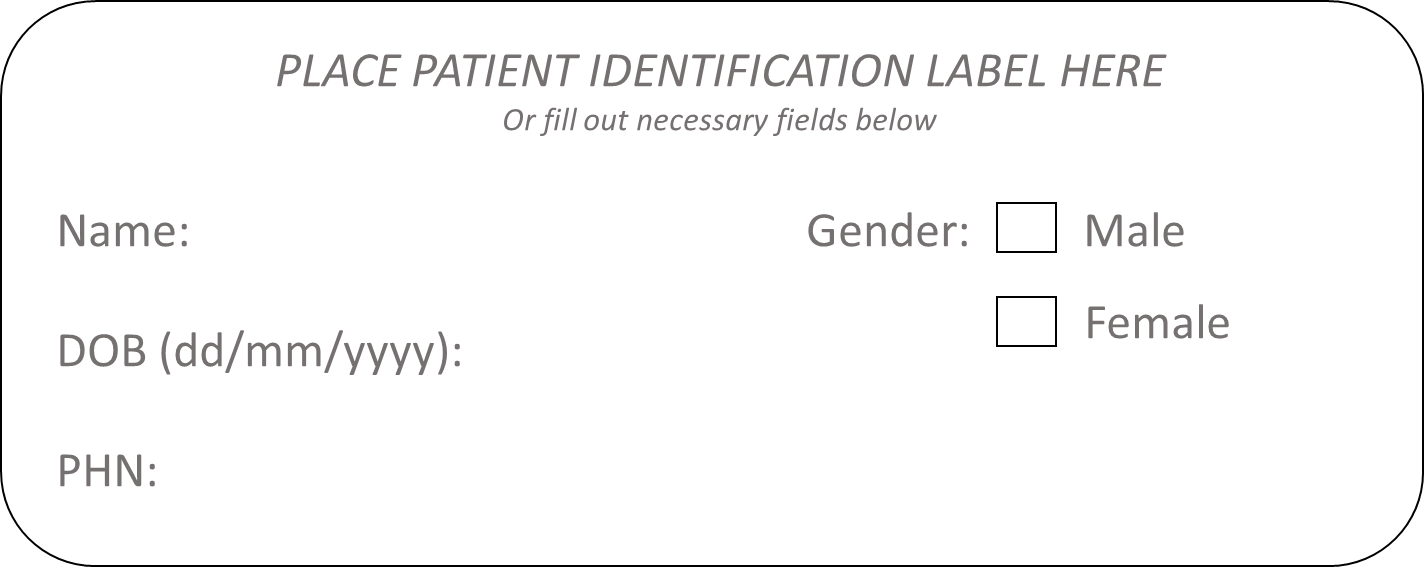 PLACE PATIENT IDENTIFICATION LABEL HERE
Or fill out necessary fields below
Name:
Gender: Male
Female
DOB (dd/mm/yyyy):
PHN: